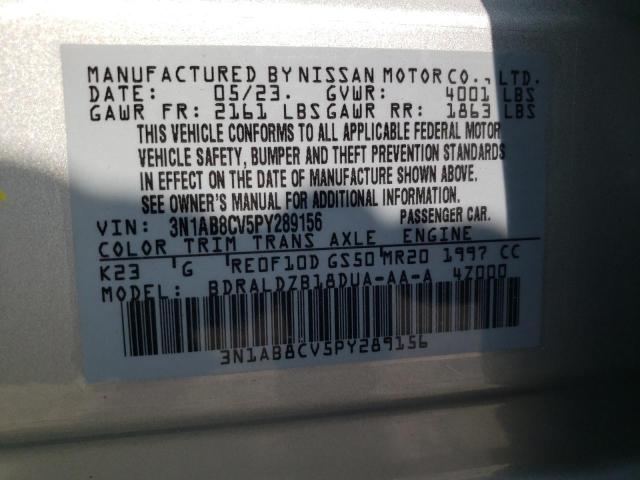 MANUFACTURED BY NISSAN MOTOR CO., LTD.
DATE: 05/23. GVWR: 4001 LBS
GAWR FR: 2161 LBS GAWR RR: 1863 LBS
THIS VEHICLE CONFORMS TO ALL APPLICABLE FEDERAL MOTOR
VEHICLE SAFETY, BUMPER AND THEFT PREVENTION STANDARDS
IN EFFECT ON THE DATE OF MANUFACTURE SHOWN ABOVE.
SEE OWNER'S MANUAL FOR ADDITIONAL INFORMATION.
VIN: 3N1AB8CV5PY289156 PASSENGER CAR.
COLOR TRIM TRANS AXLE ENGINE
K23 G RE0F10D GS50 MR20 1997 CC
MODEL: BDRALDZB18DUA-AA-A 4Z000
3N1AB8CV5PY289156